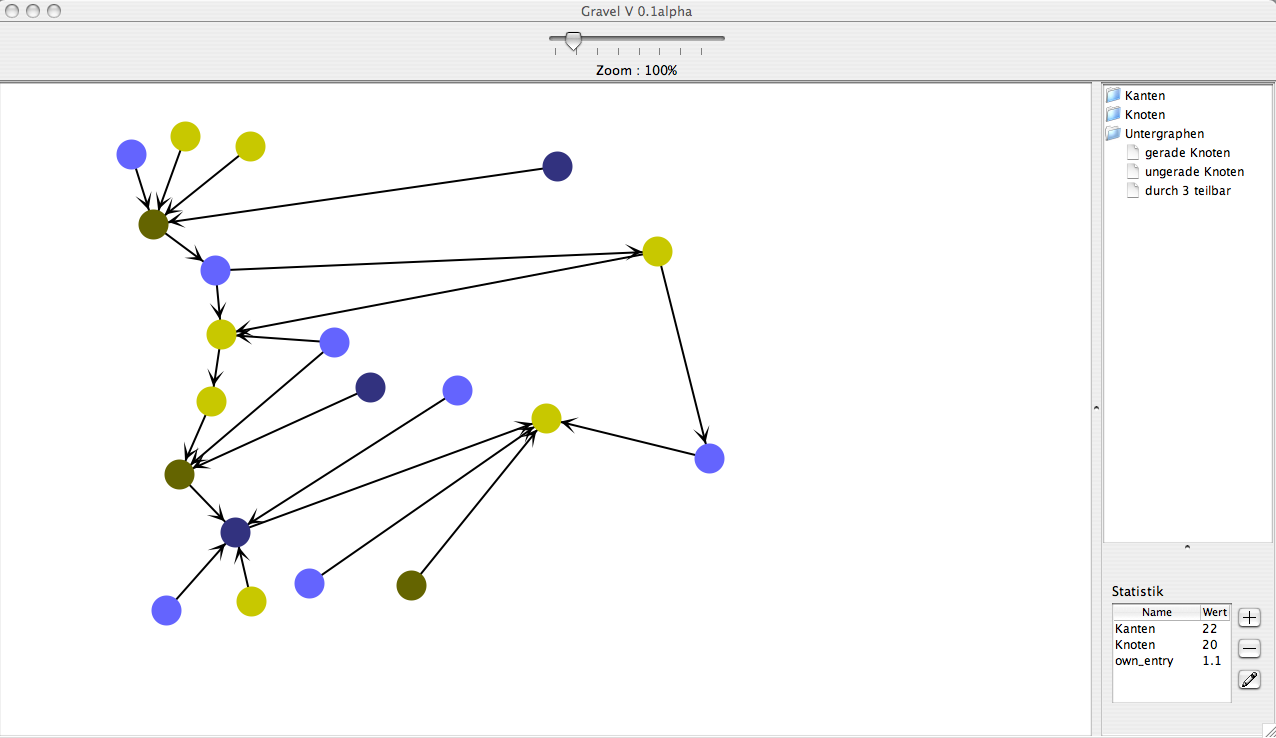 Gravel V 0.1alpha
Zoom : 100%
Kanten
Knoten
Untergraphen
gerade Knoten
ungerade Knoten
durch 3 teilbar
Statistik
Name Wert
Kanten 22
Knoten 20
own_entry 1.1